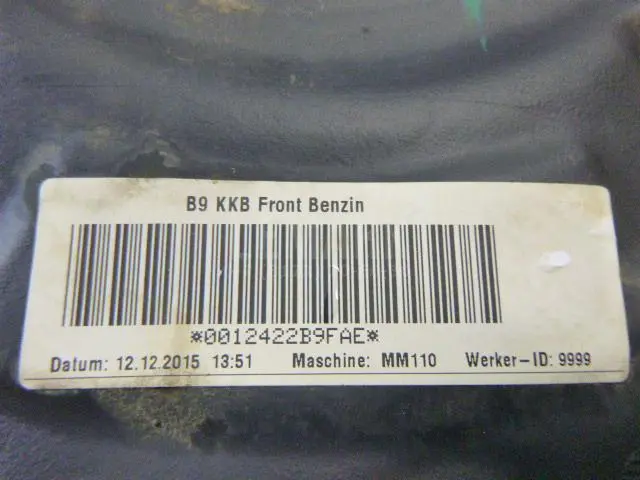 B9 KKB Front Benzin
*0012422B9FAE*
Datum: 12.12.2015 13:51 Maschine: MM110 Werker-ID: 9999